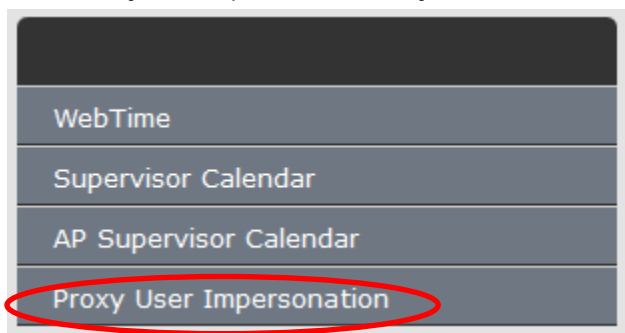 WebTime
Supervisor Calendar
AP Supervisor Calendar
Proxy User Impersonation